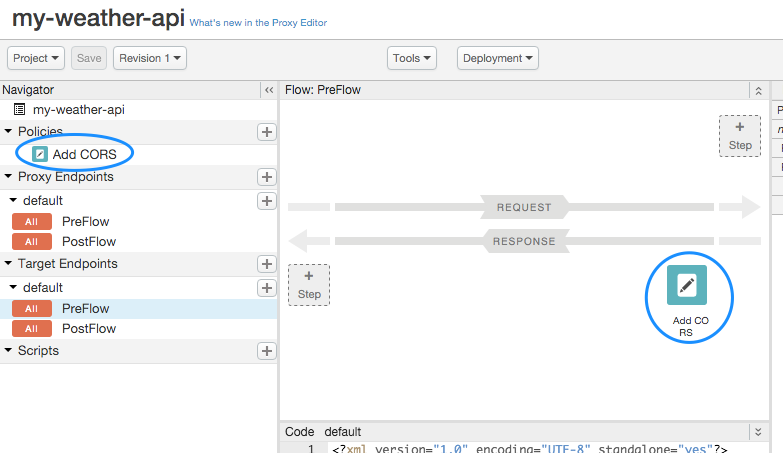 my-weather-api What's new in the Proxy Editor
Project Save Revision 1 Tools Deployment
Navigator
my-weather-api
Policies
Add CORS
Proxy Endpoints
default
All PreFlow
All PostFlow
Target Endpoints
default
All PreFlow
All PostFlow
Scripts
Flow: PreFlow
+
Step
REQUEST
RESPONSE
+
Step
Add CO
RS
Code default
1 <?xml version="1.0" encoding="UTF-8" standalone="yes"?>